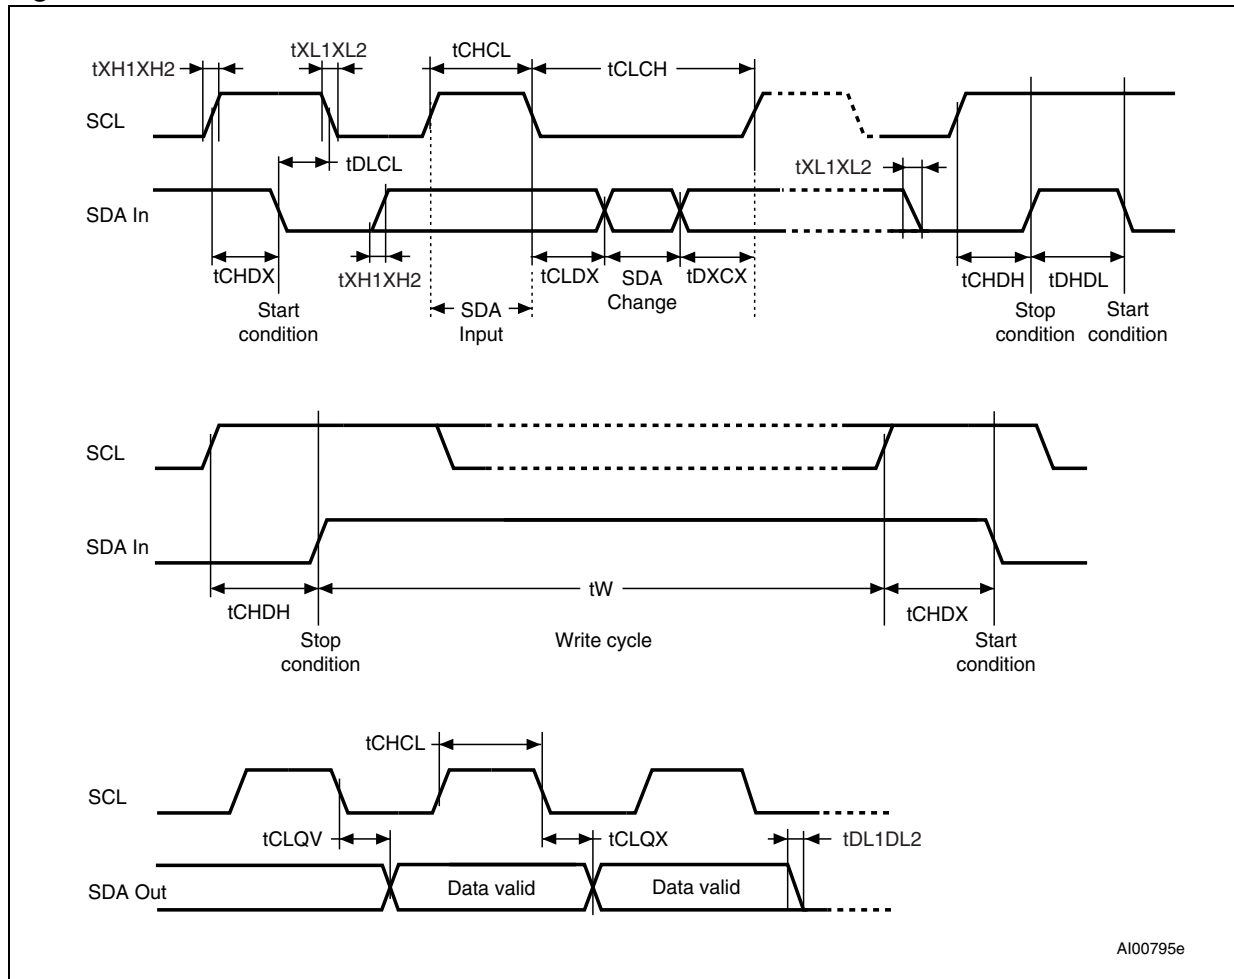 tXL1XL2
tCHCL
tXH1XH2
tCLCH
SCL
tDLCL
tXL1XL2
SDA In
tCHDX
tXH1XH2
tCLDX
SDA
Change
tDXCX
tCHDH
tDHDL
Start
condition
SDA
Input
Stop
condition
Start
condition
SCL
SDA In
tCHDH
tW
tCHDX
Stop
condition
Write cycle
Start
condition
tCHCL
SCL
tCLQV
tCLQX
tDL1DL2
SDA Out
Data valid
Data valid
AI00795e